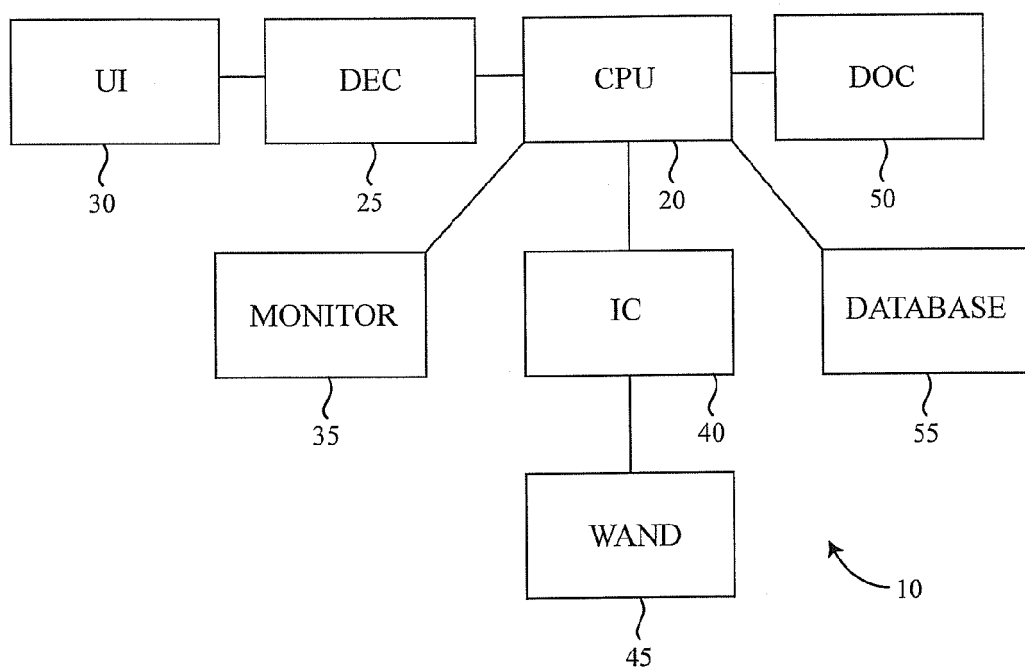 UI
DEC
CPU
DOC
30
25
20
50
MONITOR
IC
DATABASE
35
40
55
WAND
10
45